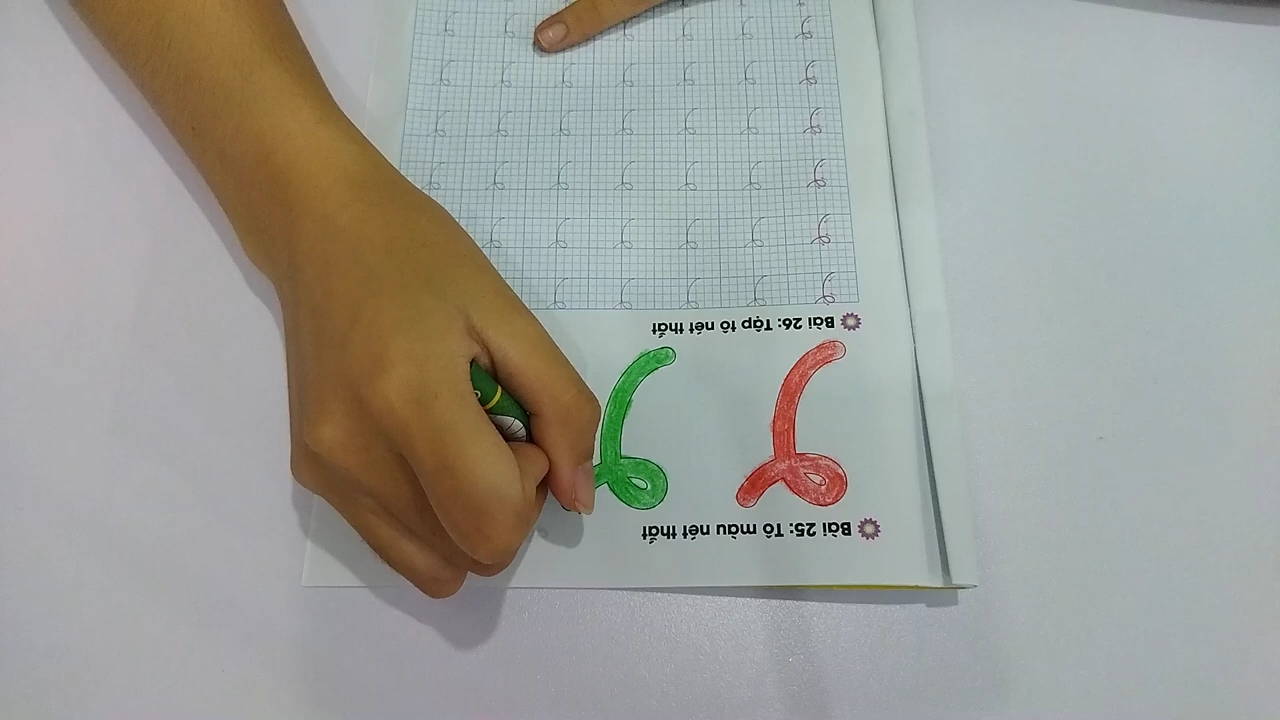 Bài 25: Tô màu nét thắt
Bài 26: Tập tô nét thắt